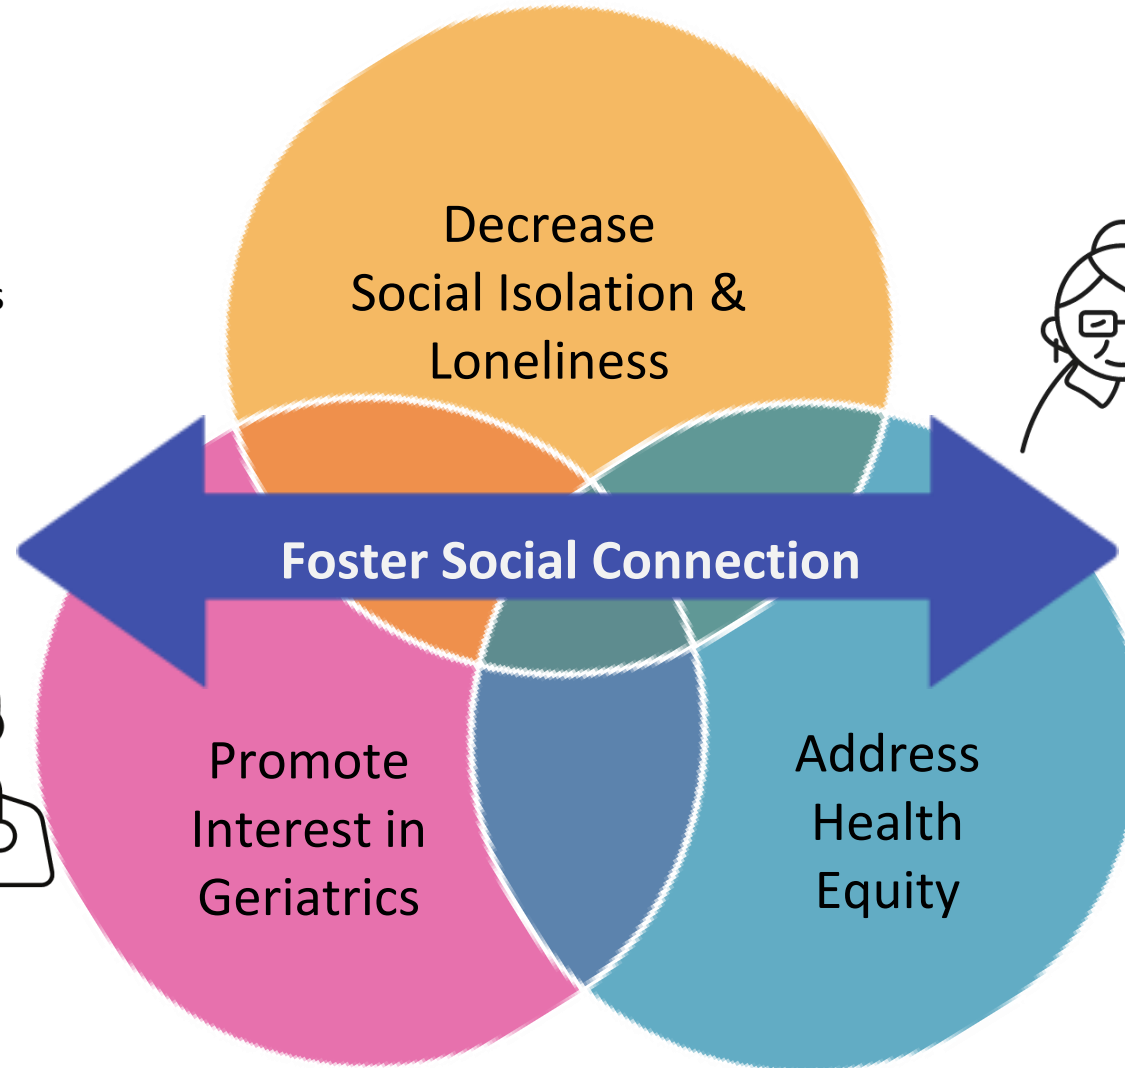 Decrease
Social Isolation &
Loneliness
Foster Social Connection
Promote
Interest in
Geriatrics
Address
Health
Equity